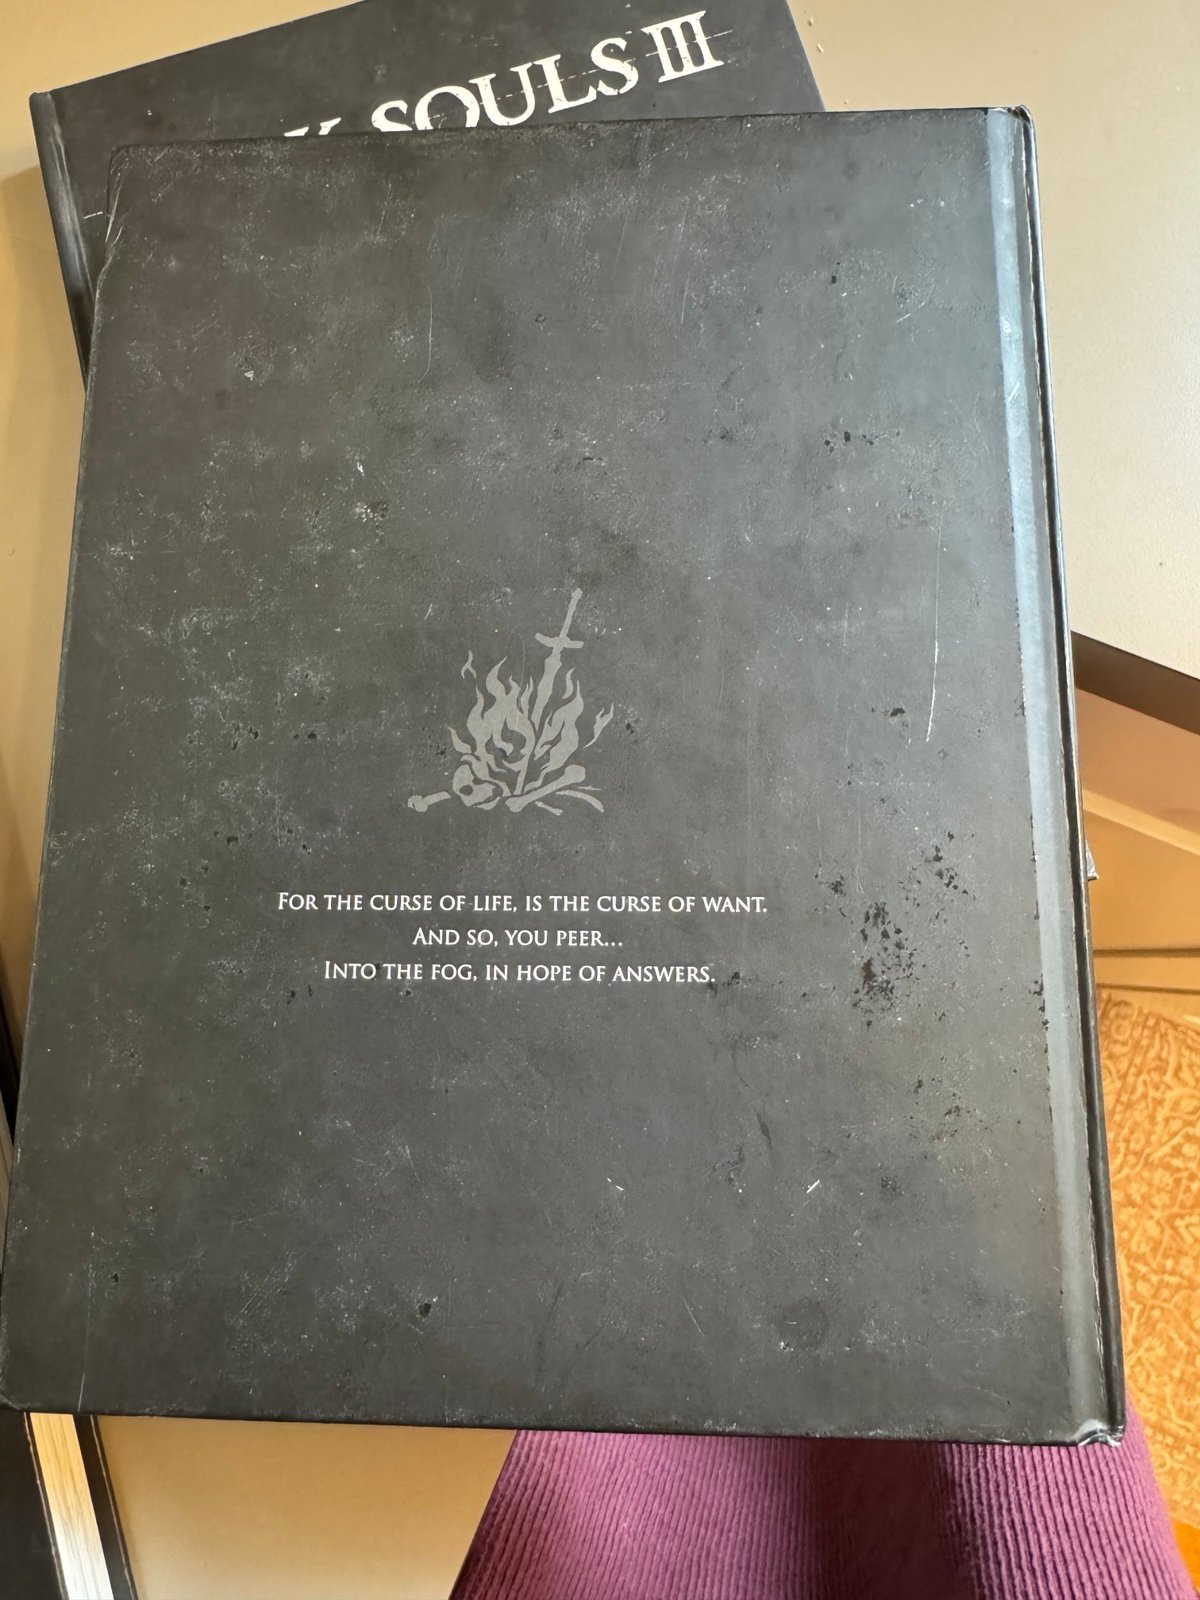 SOULS III
FOR THE CURSE OF LIFE, IS THE CURSE OF WANT.
AND SO, YOU PEER...
INTO THE FOG, IN HOPE OF ANSWERS.